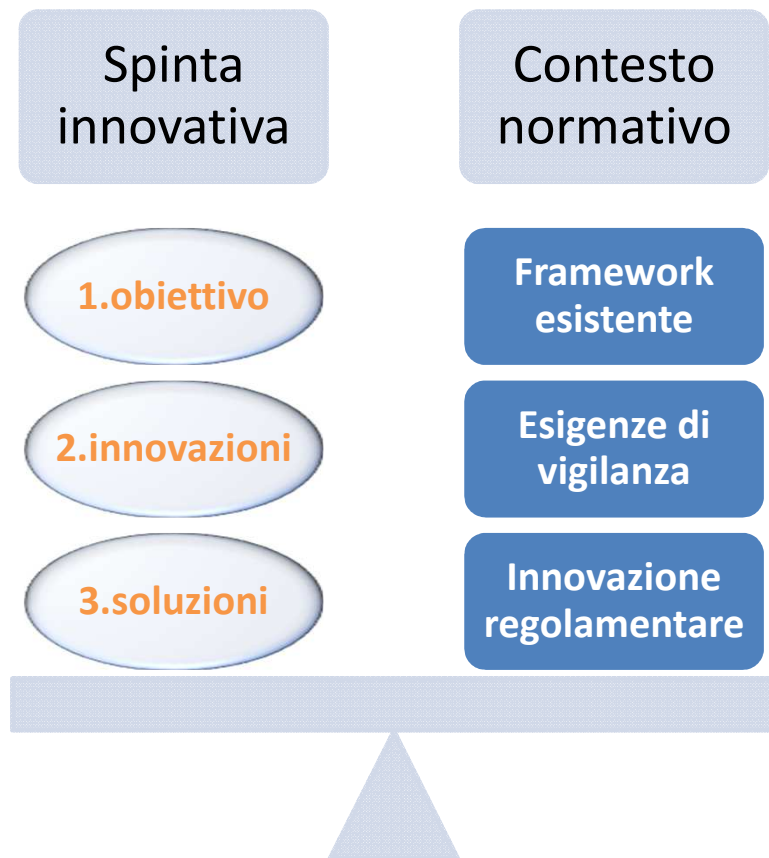 Spinta
innovativa
Contesto
normativo
1.obiettivo
Framework
esistente
2.innovazioni
Esigenze di
vigilanza
3.soluzioni
Innovazione
regolamentare